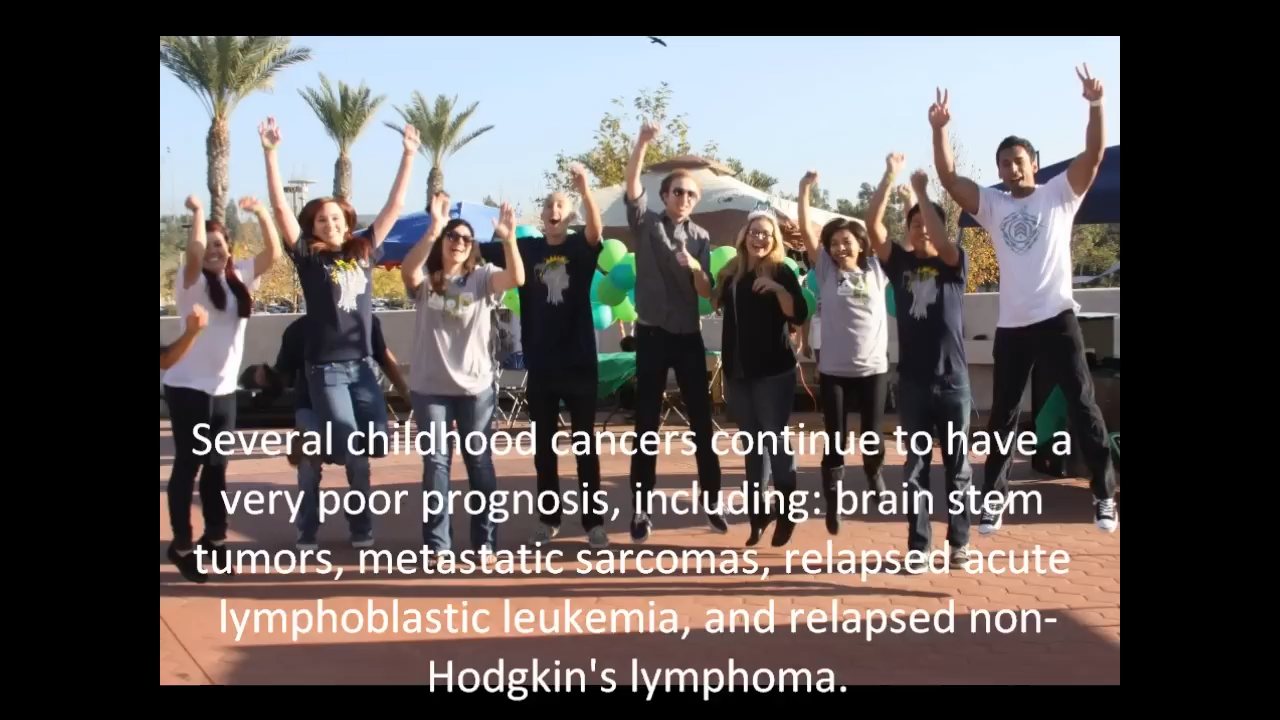 Several childhood cancers continue to have a
very poor prognosis, including: brain stem
tumors, metastatic sarcomas, relapsed acute
lymphoblastic leukemia, and relapsed non-
Hodgkin's lymphoma.